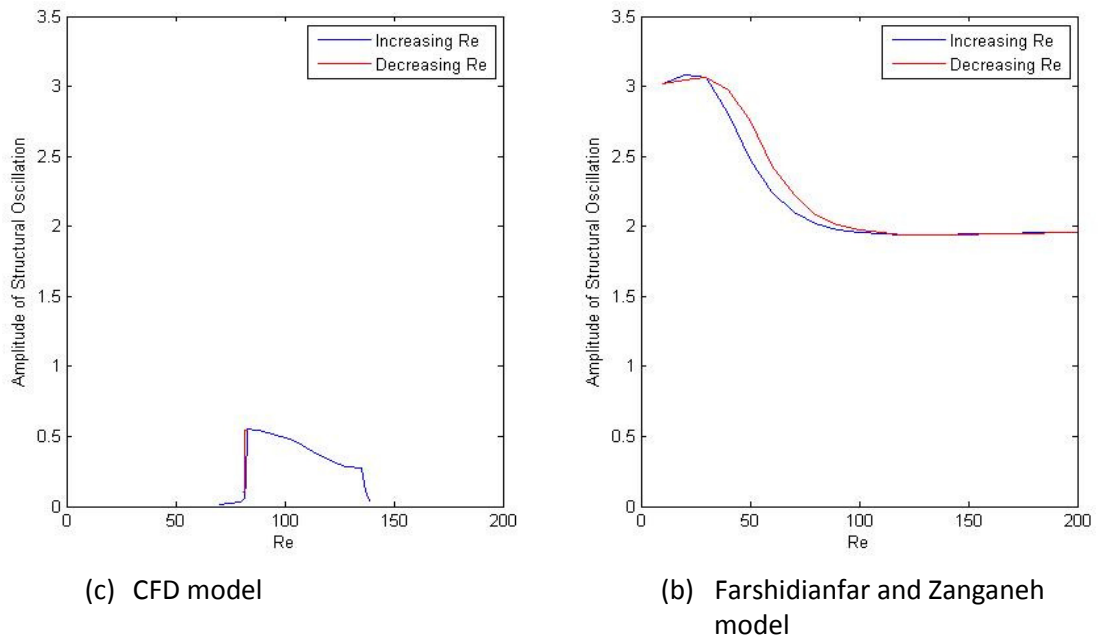 3.5
3
2.5
2
1.5
1
0.5
0
0
50
100
150
200
Amplitude of Structural Oscillation
Re
Increasing Re
Decreasing Re
(c) CFD model
3.5
3
2.5
2
1.5
1
0.5
0
0
50
100
150
200
Amplitude of Structural Oscillation
Re
Increasing Re
Decreasing Re
(b) Farshidianfar and Zanganeh
model